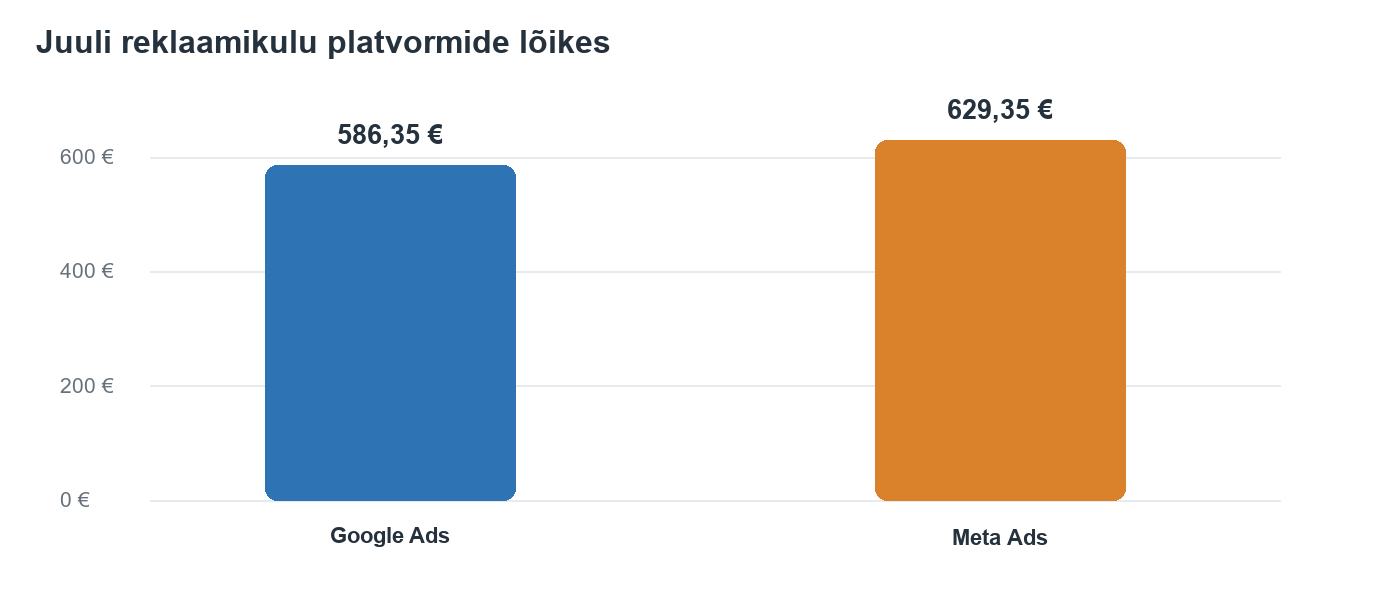 Juuli reklaamikulu platvormide lõikes
586,35 €
629,35 €
600 €
400 €
200 €
0 €
Google Ads
Meta Ads